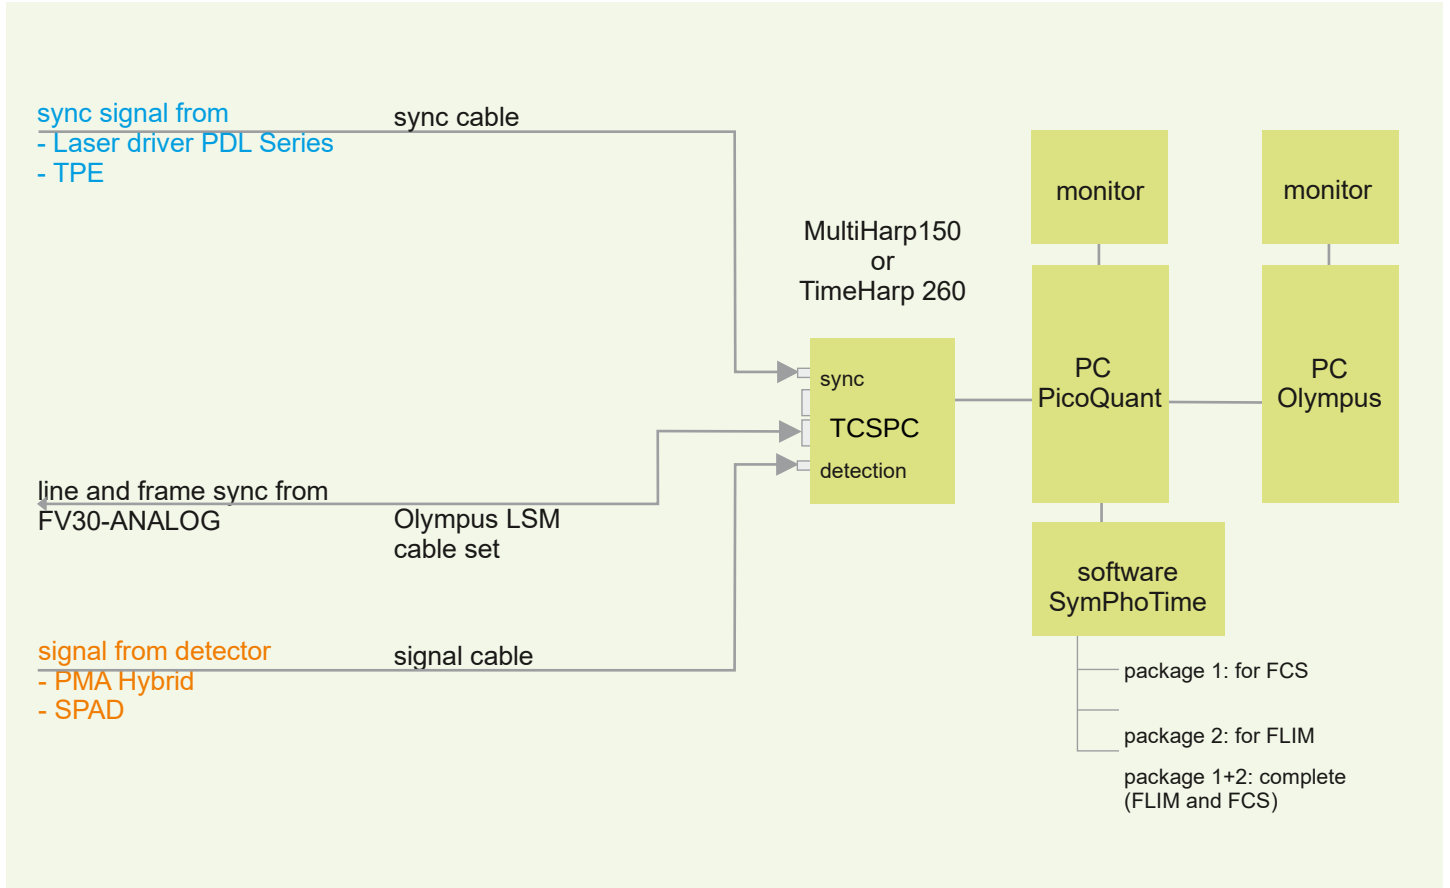 sync signal from
- Laser driver PDL Series
- TPE
sync cable
MultiHarp150
or
TimeHarp 260
monitor
monitor
sync
TCSPC
detection
PC
PicoQuant
PC
Olympus
line and frame sync from
FV30-ANALOG
Olympus LSM
cable set
software
SymPhoTime
signal from detector
- PMA Hybrid
- SPAD
signal cable
package 1: for FCS
package 2: for FLIM
package 1+2: complete
(FLIM and FCS)